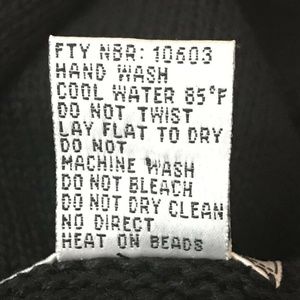 FTY NBR: 10603
HAND WASH
COOL WATER 85°F
DO NOT TWIST
LAY FLAT TO DRY
DO NOT
MACHINE WASH
DO NOT BLEACH
DO NOT DRY CLEAN
NO DIRECT
HEAT ON BEADS